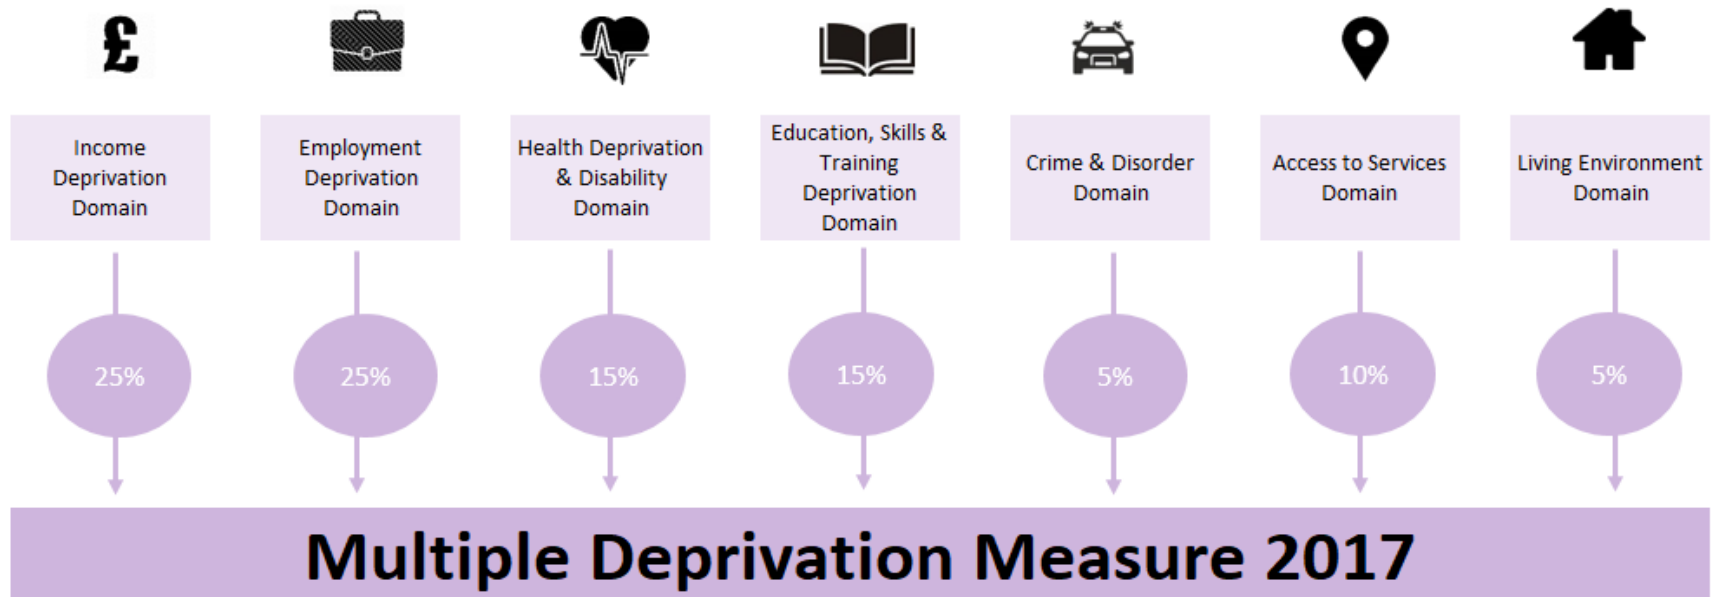 £
Income
Deprivation
Domain
Employment
Deprivation
Domain
Health Deprivation
& Disability
Domain
Education, Skills &
Training
Deprivation
Domain
Crime & Disorder
Domain
Access to Services
Domain
Living Environment
Domain
25%
25%
15%
15%
5%
10%
5%
Multiple Deprivation Measure 2017